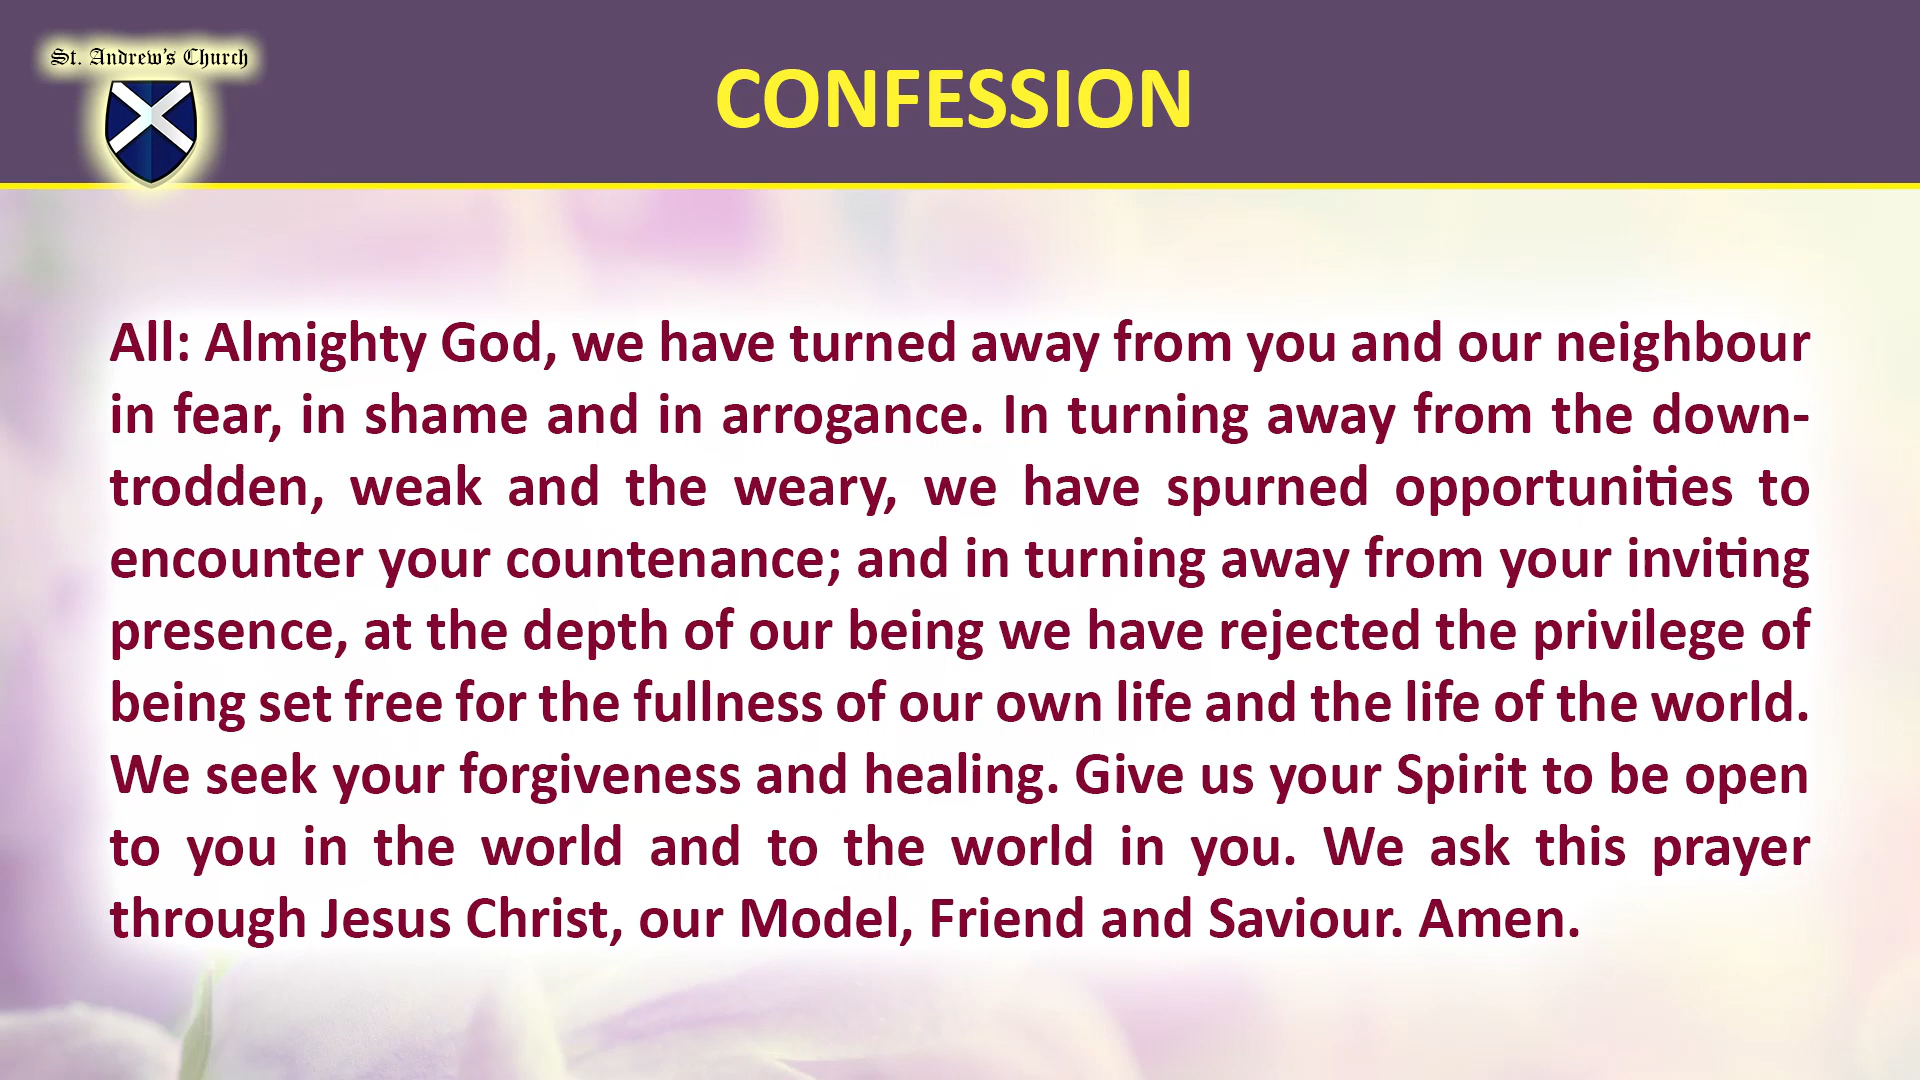 St. Andrew's Church
CONFESSION
All: Almighty God, we have turned away from you and our neighbour
in fear, in shame and in arrogance. In turning away from the down-
trodden, weak and the weary, we have spurned opportunities to
encounter your countenance; and in turning away from your inviting
presence, at the depth of our being we have rejected the privilege of
being set free for the fullness of our own life and the life of the world.
We seek your forgiveness and healing. Give us your Spirit to be open
to you in the world and to the world in you. We ask this prayer
through Jesus Christ, our Model, Friend and Saviour. Amen.